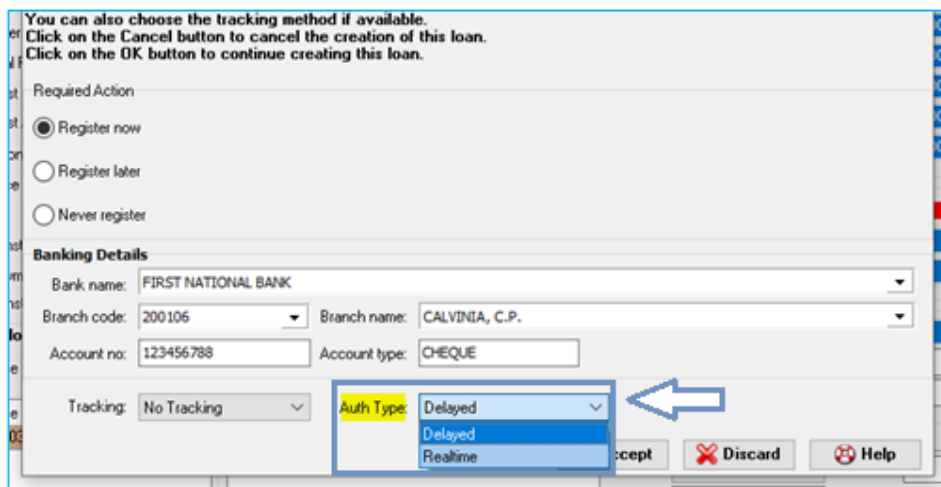 You can also choose the tracking method if available.
Click on the Cancel button to cancel the creation of this loan.
Click on the OK button to continue creating this loan.
Required Action
Register now
Register later
Never register
Banking Details
Bank name: FIRST NATIONAL BANK
Branch code: 200106 Branch name: CALVINIA, C.P.
Account no: 123456788 Account type: CHEQUE
Tracking: No Tracking Auth Type: Delayed
Delayed
Realtime
Discard Help